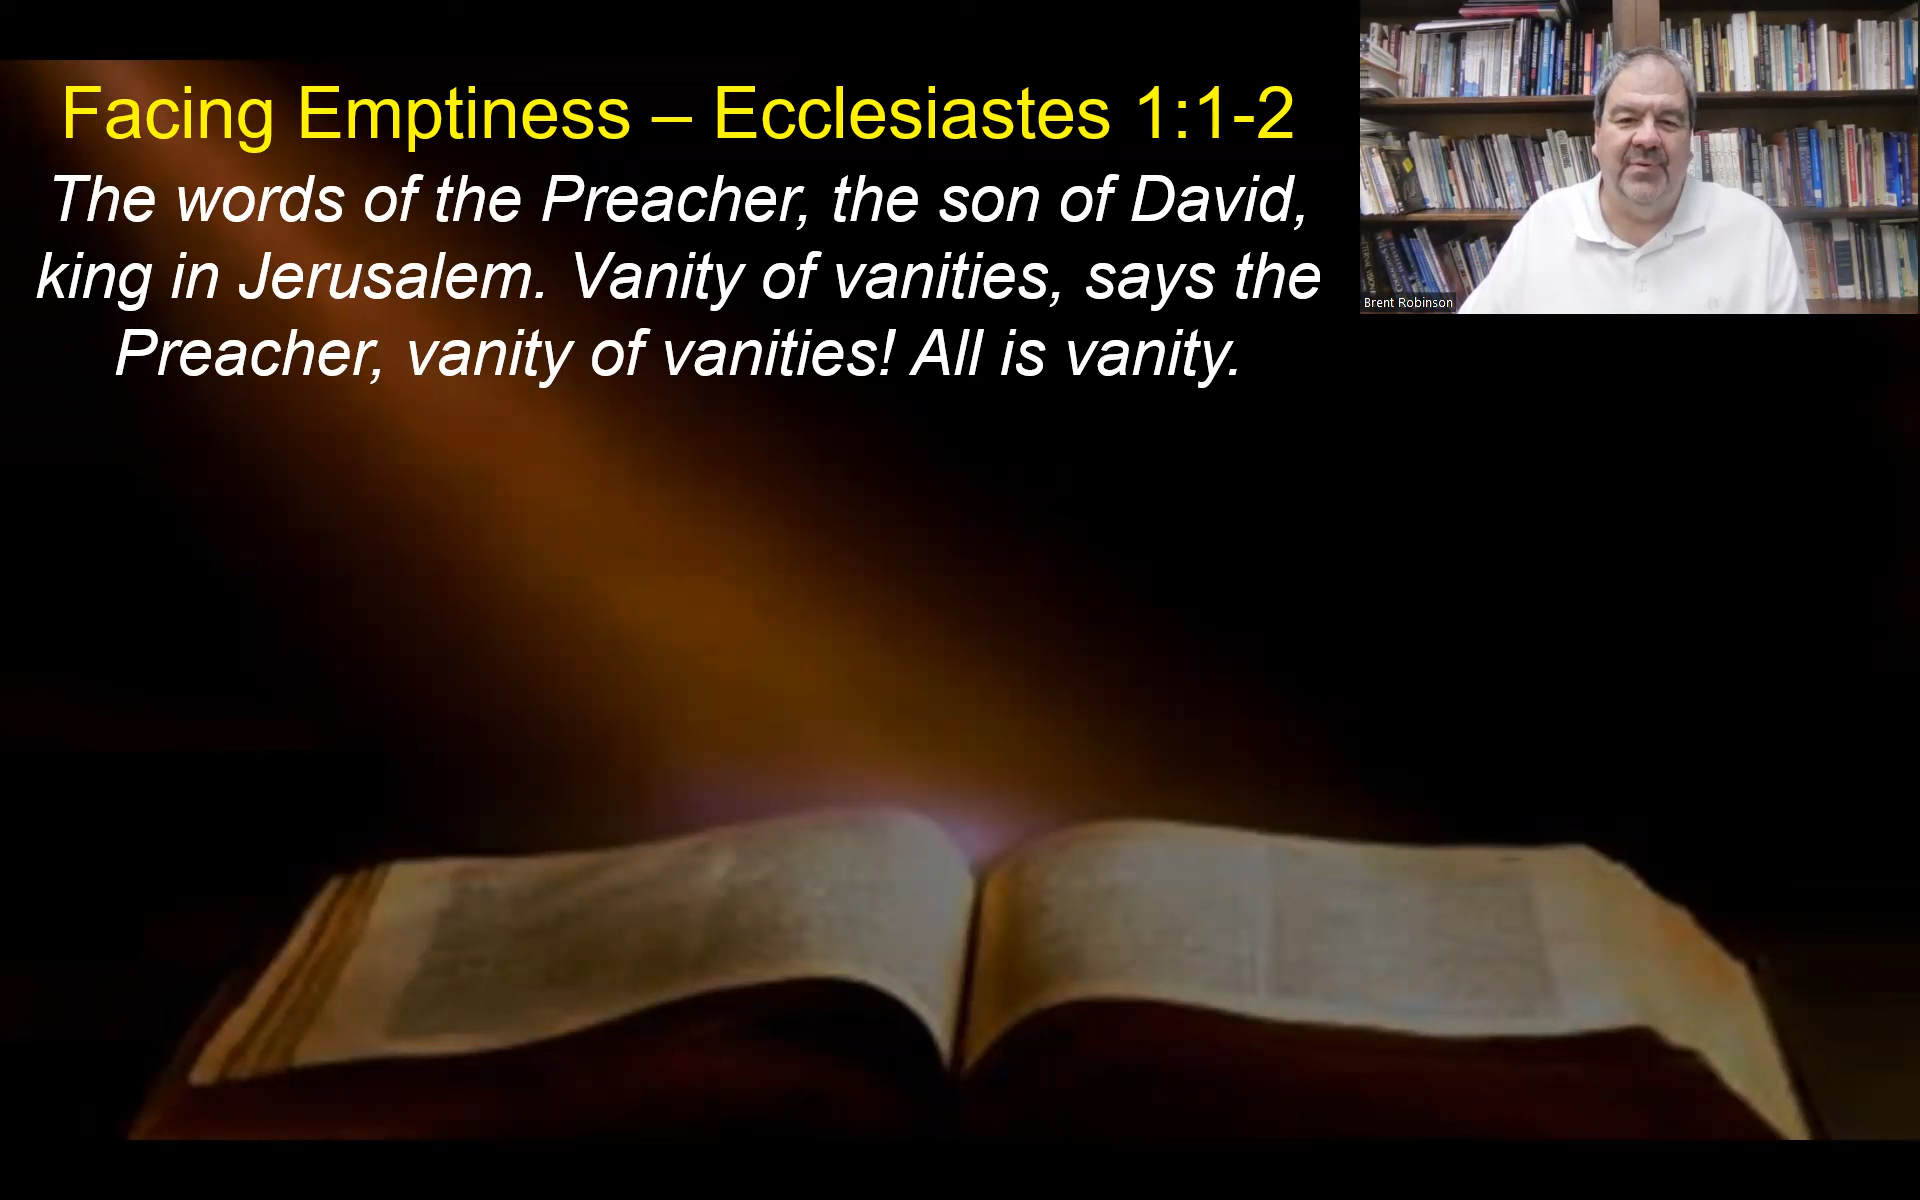 Facing Emptiness – Ecclesiastes 1:1-2
The words of the Preacher, the son of David,
king in Jerusalem. Vanity of vanities, says the
Preacher, vanity of vanities! All is vanity.
Brent Robinson